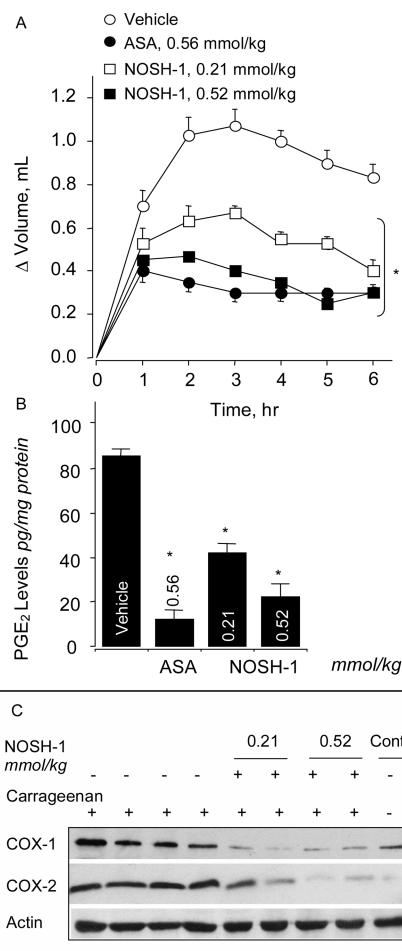 A
Vehicle
ASA, 0.56 mmol/kg
NOSH-1, 0.21 mmol/kg
NOSH-1, 0.52 mmol/kg
1.2
1.0
0.8
0.6
0.4
0.2
0.0
Δ Volume, mL
*
0 1 2 3 4 5 6
Time, hr
B
100
80
60
40
20
0
PGE2 Levels pg/mg protein
Vehicle
* 0.56
* 0.21
* 0.52
ASA NOSH-1 mmol/kg
C
NOSH-1 0.21 0.52 Cont
mmol/kg
- - - - + + + + -
Carrageenan
+ + + + + + + + -
COX-1
COX-2
Actin